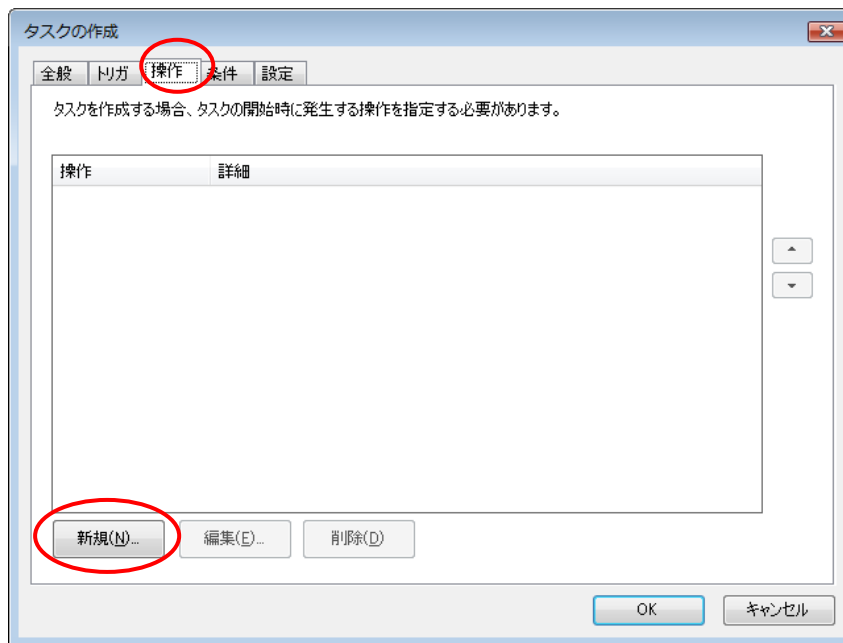 タスクの作成
全般 トリガ 操作 条件 設定
タスクを作成する場合、タスクの開始時に発生する操作を指定する必要があります。
操作 詳細
新規(N)... 編集(E)... 削除(D)
OK キャンセル